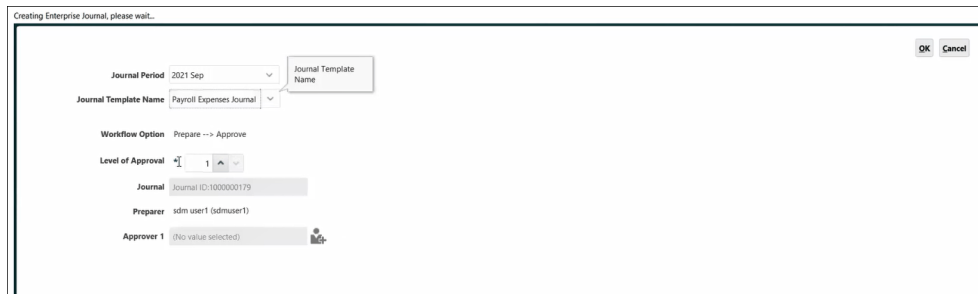 Creating Enterprise Journal, please wait...
OK Cancel
Journal Period 2021 Sep
Journal Template Name
Journal Template Name Payroll Expenses Journal
Workflow Option Prepare --> Approve
Level of Approval * 1
Journal Journal ID:1000000179
Preparer sdm user1 (sdmuser1)
Approver 1 (No value selected)